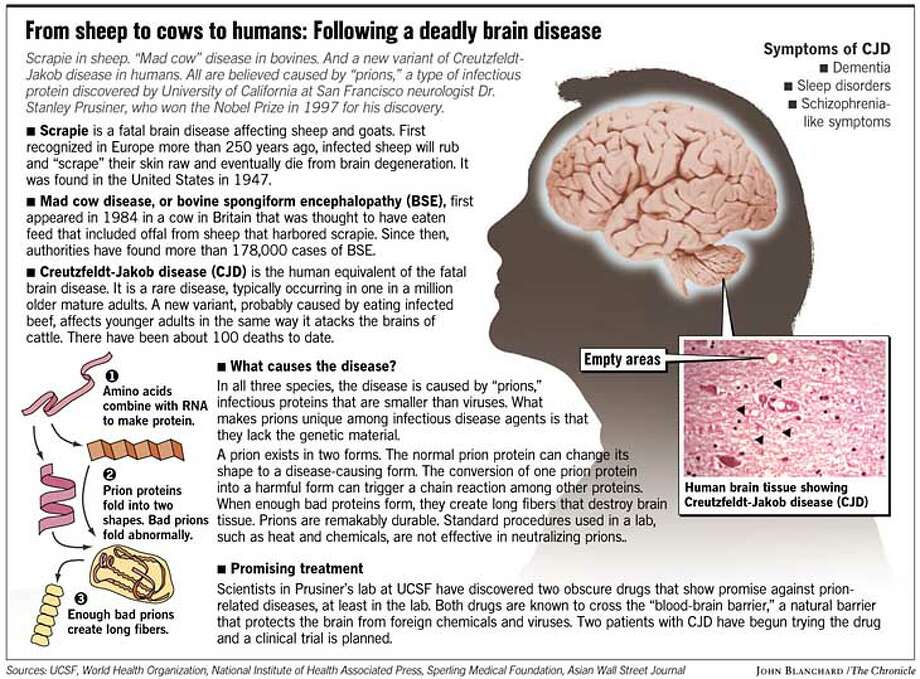 From sheep to cows to humans: Following a deadly brain disease
Scrapie in sheep. “Mad cow” disease in bovines. And a new variant of Creutzfeldt-
Jakob disease in humans. All are believed caused by “prions,” a type of infectious
protein discovered by University of California at San Francisco neurologist Dr.
Stanley Prusiner, who won the Nobel Prize in 1997 for his discovery.
■ Scrapie is a fatal brain disease affecting sheep and goats. First
recognized in Europe more than 250 years ago, infected sheep will rub
and “scrape” their skin raw and eventually die from brain degeneration. It
was found in the United States in 1947.
■ Mad cow disease, or bovine spongiform encephalopathy (BSE), first
appeared in 1984 in a cow in Britain that was thought to have eaten
feed that included offal from sheep that harbored scrapie. Since then,
authorities have found more than 178,000 cases of BSE.
■ Creutzfeldt-Jakob disease (CJD) is the human equivalent of the fatal
brain disease. It is a rare disease, typically occurring in one in a million
older mature adults. A new variant, probably caused by eating infected
beef, affects younger adults in the same way it atacks the brains of
cattle. There have been about 100 deaths to date.
Symptoms of CJD
■ Dementia
■ Sleep disorders
■ Schizophrenia-
like symptoms
Empty areas
Human brain tissue showing
Creutzfeldt-Jakob disease (CJD)
1
Amino acids
combine with RNA
to make protein.
2
Prion proteins
fold into two
shapes. Bad prions
fold abnormally.
3
Enough bad prions
create long fibers.
■ What causes the disease?
In all three species, the disease is caused by “prions,”
infectious proteins that are smaller than viruses. What
makes prions unique among infectious disease agents is that
they lack the genetic material.
A prion exists in two forms. The normal prion protein can change its
shape to a disease-causing form. The conversion of one prion protein
into a harmful form can trigger a chain reaction among other proteins.
When enough bad proteins form, they create long fibers that destroy brain
tissue. Prions are remakably durable. Standard procedures used in a lab,
such as heat and chemicals, are not effective in neutralizing prions..
■ Promising treatment
Scientists in Prusiner’s lab at UCSF have discovered two obscure drugs that show promise against prion-
related diseases, at least in the lab. Both drugs are known to cross the “blood-brain barrier,” a natural barrier
that protects the brain from foreign chemicals and viruses. Two patients with CJD have begun trying the drug
and a clinical trial is planned.
Sources: UCSF, World Health Organization, National Institute of Health Associated Press, Sperling Medical Foundation, Asian Wall Street Journal
JOHN BLANCHARD / The Chronicle